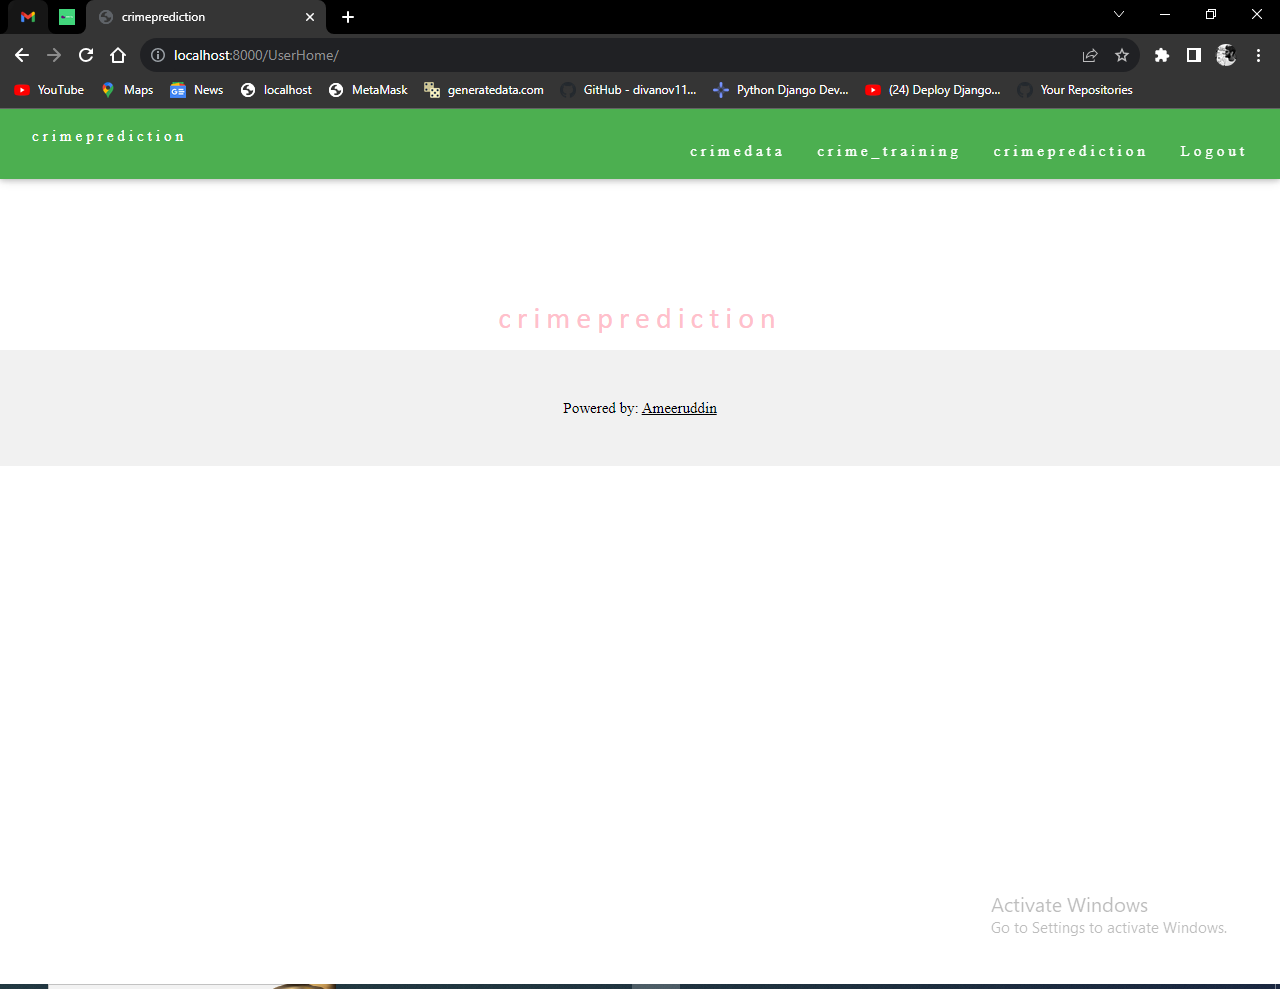 crimeprediction
localhost:8000/UserHome/
YouTube Maps News localhost MetaMask generatedata.com GitHub - divanov11... Python Django Dev... (24) Deploy Django... Your Repositories
crimeprediction
crimedata crime_training crimeprediction Logout
crimeprediction
Powered by: Ameeruddin
Activate Windows
Go to Settings to activate Windows.